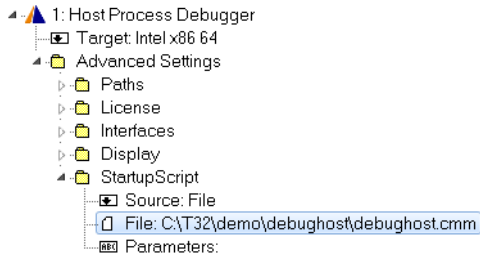 1: Host Process Debugger
Target: Intel x86 64
Advanced Settings
Paths
License
Interfaces
Display
StartupScript
Source: File
File: C:\T32\demo\debughost\debughost.cmm
ABC Parameters: